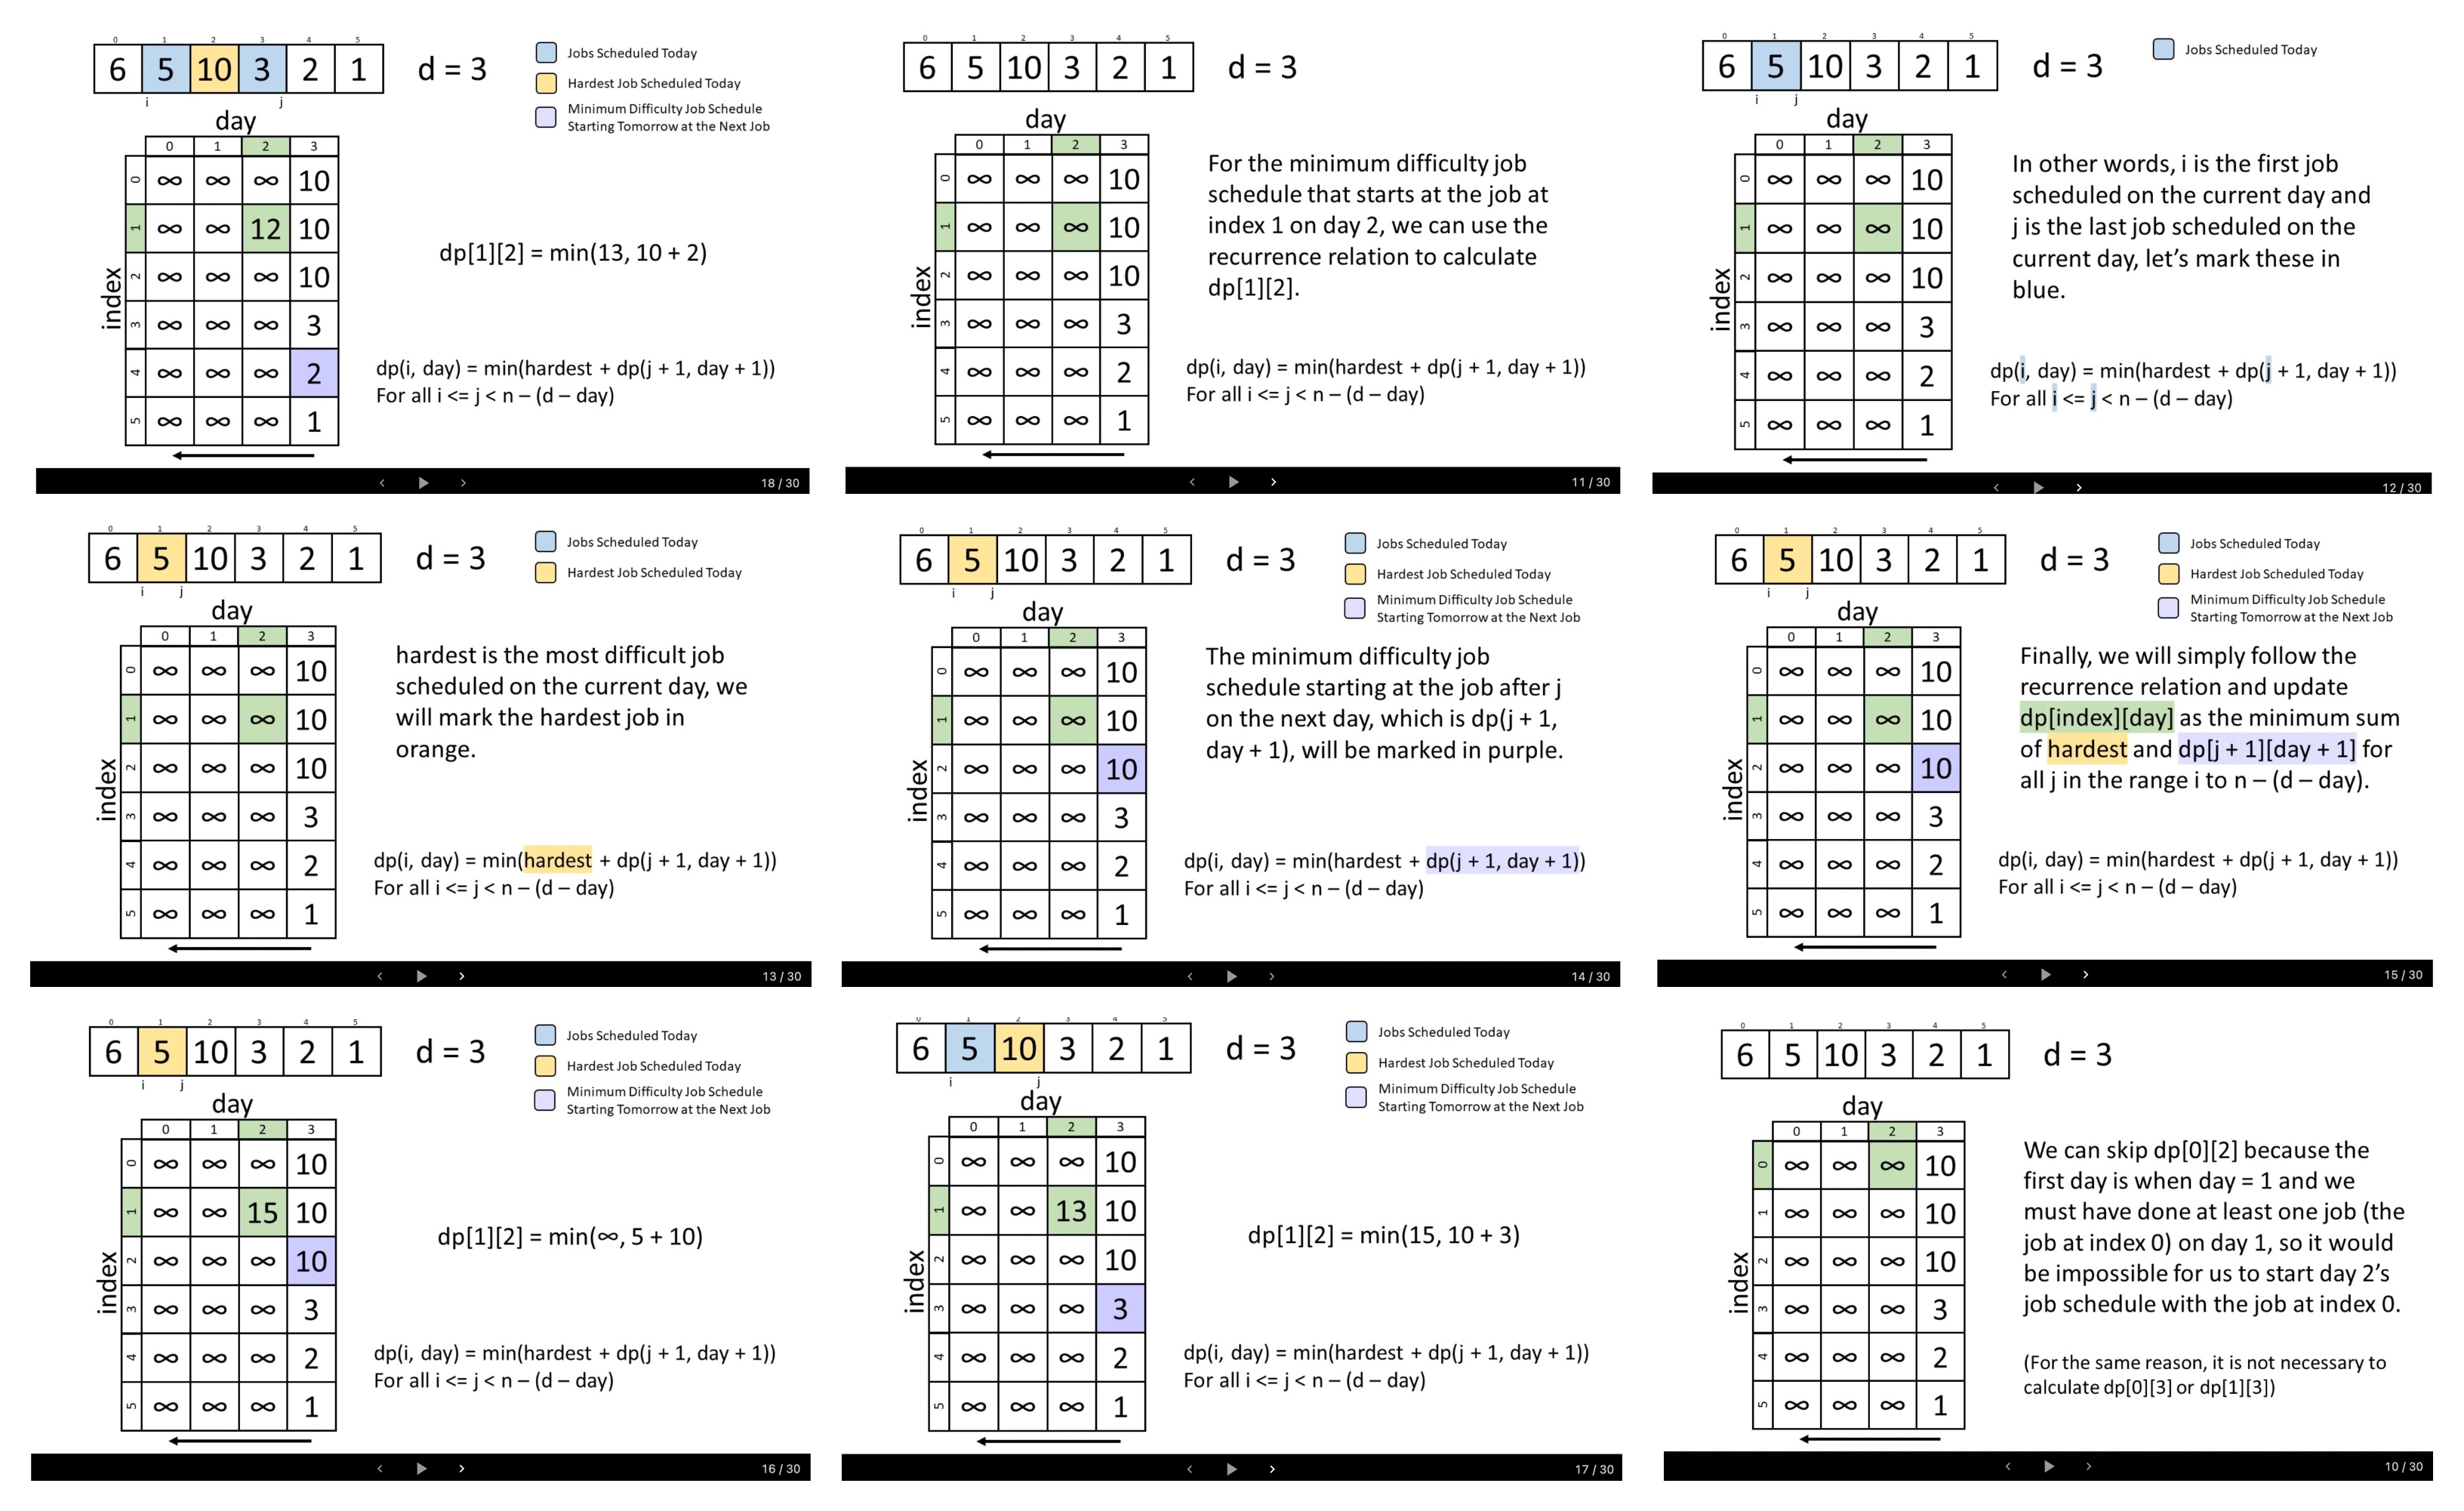 0 1 2 3 4 5
6 5 10 3 2 1 d = 3
i j
Jobs Scheduled Today
Hardest Job Scheduled Today
Minimum Difficulty Job Schedule
Starting Tomorrow at the Next Job
day
0 1 2 3
index
0 ∞ ∞ ∞ 10
1 ∞ ∞ 12 10
2 ∞ ∞ ∞ 10
3 ∞ ∞ ∞ 3
4 ∞ ∞ ∞ 2
5 ∞ ∞ ∞ 1
dp[1][2] = min(13, 10 + 2)
dp(i, day) = min(hardest + dp(j + 1, day + 1))
For all i <= j < n – (d – day)
18 / 30
0 1 2 3 4 5
6 5 10 3 2 1 d = 3
day
0 1 2 3
index
0 ∞ ∞ ∞ 10
1 ∞ ∞ ∞ 10
2 ∞ ∞ ∞ 10
3 ∞ ∞ ∞ 3
4 ∞ ∞ ∞ 2
5 ∞ ∞ ∞ 1
For the minimum difficulty job
schedule that starts at the job at
index 1 on day 2, we can use the
recurrence relation to calculate
dp[1][2].
dp(i, day) = min(hardest + dp(j + 1, day + 1))
For all i <= j < n – (d – day)
11 / 30
0 1 2 3 4 5
6 5 10 3 2 1 d = 3
i j
Jobs Scheduled Today
day
0 1 2 3
index
0 ∞ ∞ ∞ 10
1 ∞ ∞ ∞ 10
2 ∞ ∞ ∞ 10
3 ∞ ∞ ∞ 3
4 ∞ ∞ ∞ 2
5 ∞ ∞ ∞ 1
In other words, i is the first job
scheduled on the current day and
j is the last job scheduled on the
current day, let’s mark these in
blue.
dp(i, day) = min(hardest + dp(j + 1, day + 1))
For all i <= j < n – (d – day)
12 / 30
0 1 2 3 4 5
6 5 10 3 2 1 d = 3
i j
Jobs Scheduled Today
Hardest Job Scheduled Today
day
0 1 2 3
index
0 ∞ ∞ ∞ 10
1 ∞ ∞ ∞ 10
2 ∞ ∞ ∞ 10
3 ∞ ∞ ∞ 3
4 ∞ ∞ ∞ 2
5 ∞ ∞ ∞ 1
hardest is the most difficult job
scheduled on the current day, we
will mark the hardest job in
orange.
dp(i, day) = min(hardest + dp(j + 1, day + 1))
For all i <= j < n – (d – day)
13 / 30
0 1 2 3 4 5
6 5 10 3 2 1 d = 3
i j
Jobs Scheduled Today
Hardest Job Scheduled Today
Minimum Difficulty Job Schedule
Starting Tomorrow at the Next Job
day
0 1 2 3
index
0 ∞ ∞ ∞ 10
1 ∞ ∞ ∞ 10
2 ∞ ∞ ∞ 10
3 ∞ ∞ ∞ 3
4 ∞ ∞ ∞ 2
5 ∞ ∞ ∞ 1
The minimum difficulty job
schedule starting at the job after j
on the next day, which is dp(j + 1,
day + 1), will be marked in purple.
dp(i, day) = min(hardest + dp(j + 1, day + 1))
For all i <= j < n – (d – day)
14 / 30
0 1 2 3 4 5
6 5 10 3 2 1 d = 3
i j
Jobs Scheduled Today
Hardest Job Scheduled Today
Minimum Difficulty Job Schedule
Starting Tomorrow at the Next Job
day
0 1 2 3
index
0 ∞ ∞ ∞ 10
1 ∞ ∞ ∞ 10
2 ∞ ∞ ∞ 10
3 ∞ ∞ ∞ 3
4 ∞ ∞ ∞ 2
5 ∞ ∞ ∞ 1
Finally, we will simply follow the
recurrence relation and update
dp[index][day] as the minimum sum
of hardest and dp[j + 1][day + 1] for
all j in the range i to n – (d – day).
dp(i, day) = min(hardest + dp(j + 1, day + 1))
For all i <= j < n – (d – day)
15 / 30
0 1 2 3 4 5
6 5 10 3 2 1 d = 3
i j
Jobs Scheduled Today
Hardest Job Scheduled Today
Minimum Difficulty Job Schedule
Starting Tomorrow at the Next Job
day
0 1 2 3
index
0 ∞ ∞ ∞ 10
1 ∞ ∞ 15 10
2 ∞ ∞ ∞ 10
3 ∞ ∞ ∞ 3
4 ∞ ∞ ∞ 2
5 ∞ ∞ ∞ 1
dp[1][2] = min(∞, 5 + 10)
dp(i, day) = min(hardest + dp(j + 1, day + 1))
For all i <= j < n – (d – day)
16 / 30
0 1 2 3 4 5
6 5 10 3 2 1 d = 3
i j
Jobs Scheduled Today
Hardest Job Scheduled Today
Minimum Difficulty Job Schedule
Starting Tomorrow at the Next Job
day
0 1 2 3
index
0 ∞ ∞ ∞ 10
1 ∞ ∞ 13 10
2 ∞ ∞ ∞ 10
3 ∞ ∞ ∞ 3
4 ∞ ∞ ∞ 2
5 ∞ ∞ ∞ 1
dp[1][2] = min(15, 10 + 3)
dp(i, day) = min(hardest + dp(j + 1, day + 1))
For all i <= j < n – (d – day)
17 / 30
0 1 2 3 4 5
6 5 10 3 2 1 d = 3
day
0 1 2 3
index
0 ∞ ∞ ∞ 10
1 ∞ ∞ ∞ 10
2 ∞ ∞ ∞ 10
3 ∞ ∞ ∞ 3
4 ∞ ∞ ∞ 2
5 ∞ ∞ ∞ 1
We can skip dp[0][2] because the
first day is when day = 1 and we
must have done at least one job (the
job at index 0) on day 1, so it would
be impossible for us to start day 2’s
job schedule with the job at index 0.
(For the same reason, it is not necessary to
calculate dp[0][3] or dp[1][3])
10 / 30